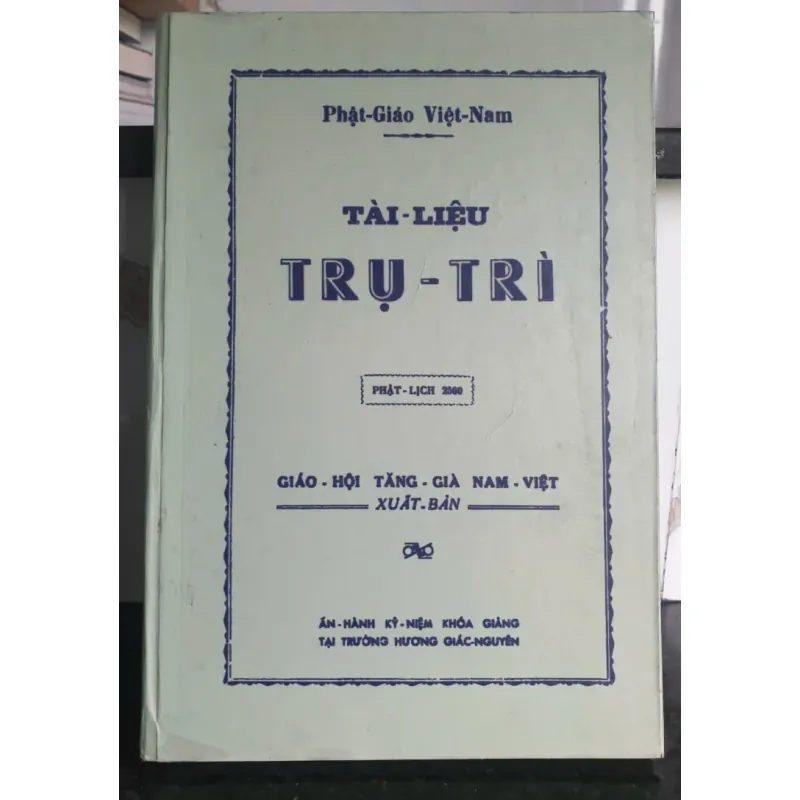 Phật-Giáo Việt-Nam
TÀI-LIỆU
TRỤ-TRÌ
PHẬT-LỊCH 2500
GIÁO-HỘI TĂNG-GIÀ NAM-VIỆT
XUẤT-BẢN
ẤN-HÀNH KỶ-NIỆM KHÓA GIẢNG
TẠI TRƯỜNG HƯƠNG GIÁC-NGUYÊN